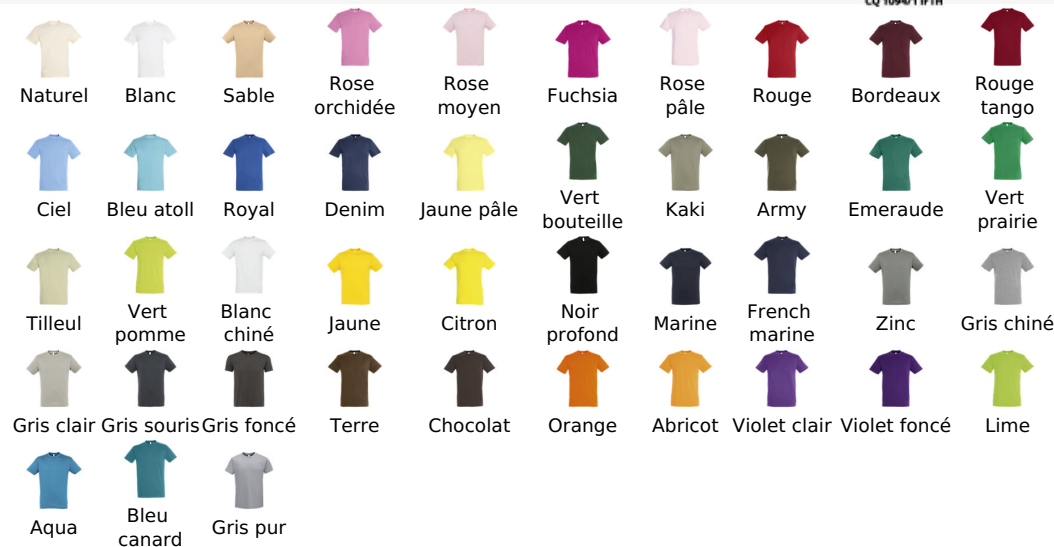 Naturel
Blanc
Sable
Rose
orchidée
Rose
moyen
Fuchsia
Rose
pâle
Rouge
Bordeaux
Rouge
tango
Ciel
Bleu atoll
Royal
Denim
Jaune pâle
Vert
bouteille
Kaki
Army
Emeraude
Vert
prairie
Tilleul
Vert
pomme
Blanc
chiné
Jaune
Citron
Noir
profond
Marine
French
marine
Zinc
Gris chiné
Gris clair
Gris souris
Gris foncé
Terre
Chocolat
Orange
Abricot
Violet clair
Violet foncé
Lime
Aqua
Bleu
canard
Gris pur